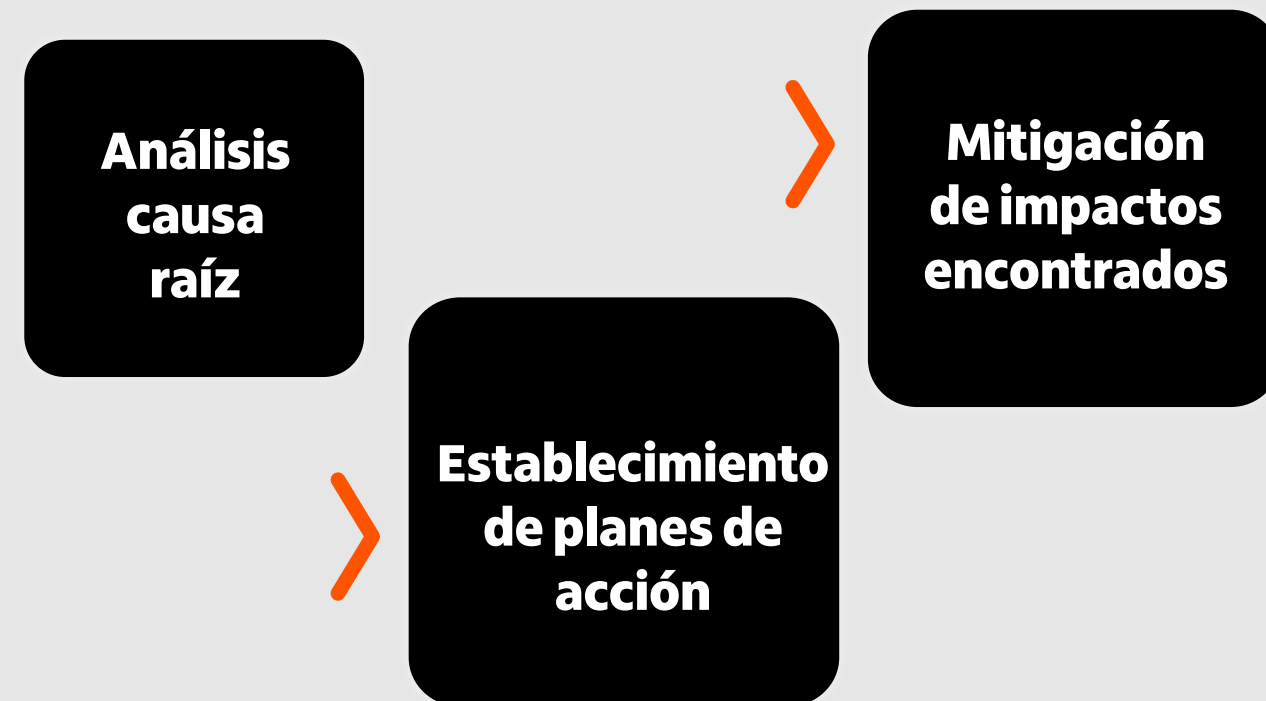 Análisis
causa
raíz
Establecimiento
de planes de
acción
Mitigación
de impactos
encontrados